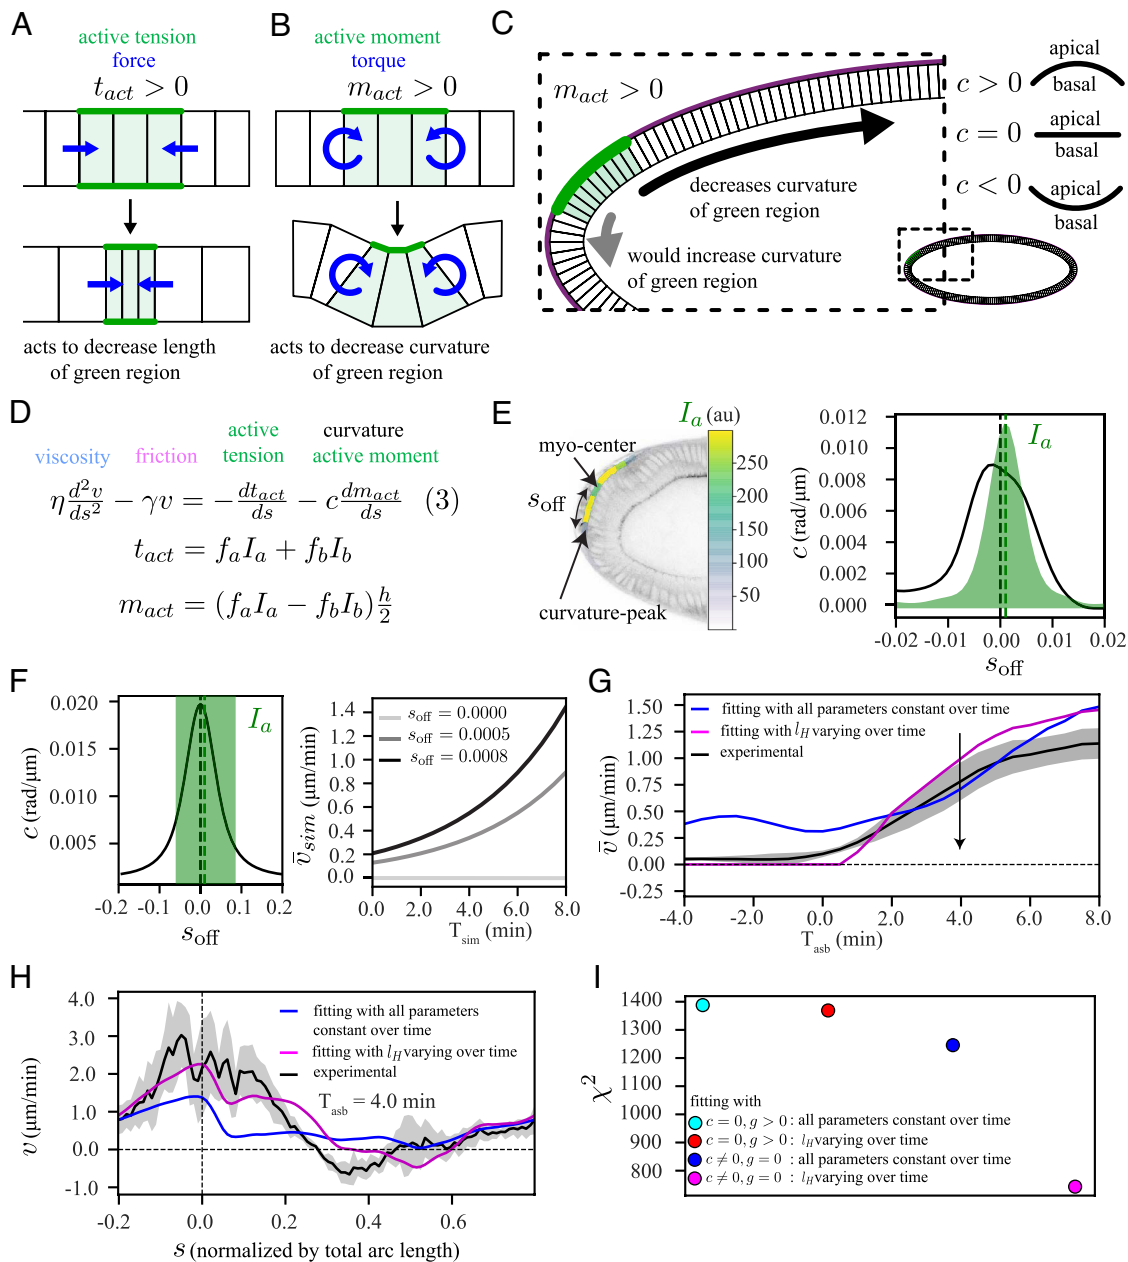 A
active tension
force
t_act > 0
acts to decrease length
of green region
B
active moment
torque
m_act > 0
acts to decrease curvature
of green region
C
m_act > 0
decreases curvature
of green region
would increase curvature
of green region
c > 0
apical
basal
c = 0
apical
basal
c < 0
apical
basal
D
viscosity
friction
active
tension
curvature
active moment
η d²v/ds² − γv = − dt_act/ds − c dm_act/ds (3)
t_act = f_a I_a + f_b I_b
m_act = (f_a I_a − f_b I_b) h/2
E
I_a (au)
myo-center
s_off
curvature-peak
250
200
150
100
50
c (rad/μm)
0.012
0.010
0.008
0.006
0.004
0.002
0.000
I_a
-0.02 -0.01 0.00 0.01 0.02
s_off
F
c (rad/μm)
0.020
0.015
0.010
0.005
I_a
-0.2 -0.1 0.0 0.1 0.2
s_off
v̄_sim (μm/min)
1.4
1.2
1.0
0.8
0.6
0.4
0.2
0.0
s_off = 0.0000
s_off = 0.0005
s_off = 0.0008
0.0 2.0 4.0 6.0 8.0
T_sim (min)
G
v̄ (μm/min)
1.50
1.25
1.00
0.75
0.50
0.25
0.00
-0.25
fitting with all parameters constant over time
fitting with l_H varying over time
experimental
-4.0 -2.0 0.0 2.0 4.0 6.0 8.0
T_asb (min)
H
v (μm/min)
4.0
3.0
2.0
1.0
0.0
-1.0
fitting with all parameters
constant over time
fitting with l_H varying over time
experimental
T_asb = 4.0 min
-0.2 0.0 0.2 0.4 0.6
s (normalized by total arc length)
I
χ²
1400
1300
1200
1100
1000
900
800
fitting with
c = 0, g > 0 : all parameters constant over time
c = 0, g > 0 : l_H varying over time
c ≠ 0, g = 0 : all parameters constant over time
c ≠ 0, g = 0 : l_H varying over time